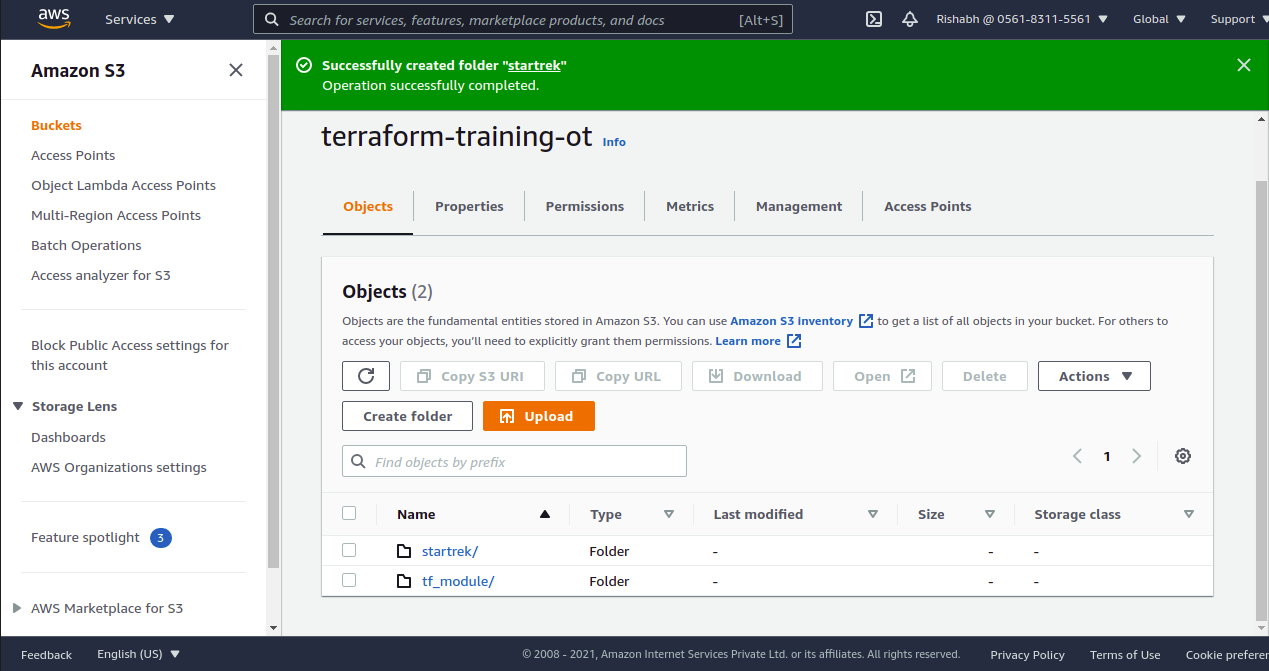 aws
Services
Search for services, features, marketplace products, and docs
[Alt+S]
Rishabh @ 0561-8311-5561
Global
Support
Amazon S3
Buckets
Access Points
Object Lambda Access Points
Multi-Region Access Points
Batch Operations
Access analyzer for S3
Block Public Access settings for
this account
Storage Lens
Dashboards
AWS Organizations settings
Feature spotlight 3
AWS Marketplace for S3
Successfully created folder "startrek"
Operation successfully completed.
terraform-training-ot Info
Objects
Properties
Permissions
Metrics
Management
Access Points
Objects (2)
Objects are the fundamental entities stored in Amazon S3. You can use Amazon S3 inventory to get a list of all objects in your bucket. For others to
access your objects, you'll need to explicitly grant them permissions. Learn more
Copy S3 URI
Copy URL
Download
Open
Delete
Actions
Create folder
Upload
Find objects by prefix
1
Name Type Last modified Size Storage class
startrek/ Folder - - -
tf_module/ Folder - - -
Feedback
English (US)
© 2008 - 2021, Amazon Internet Services Private Ltd. or its affiliates. All rights reserved.
Privacy Policy
Terms of Use
Cookie preferen